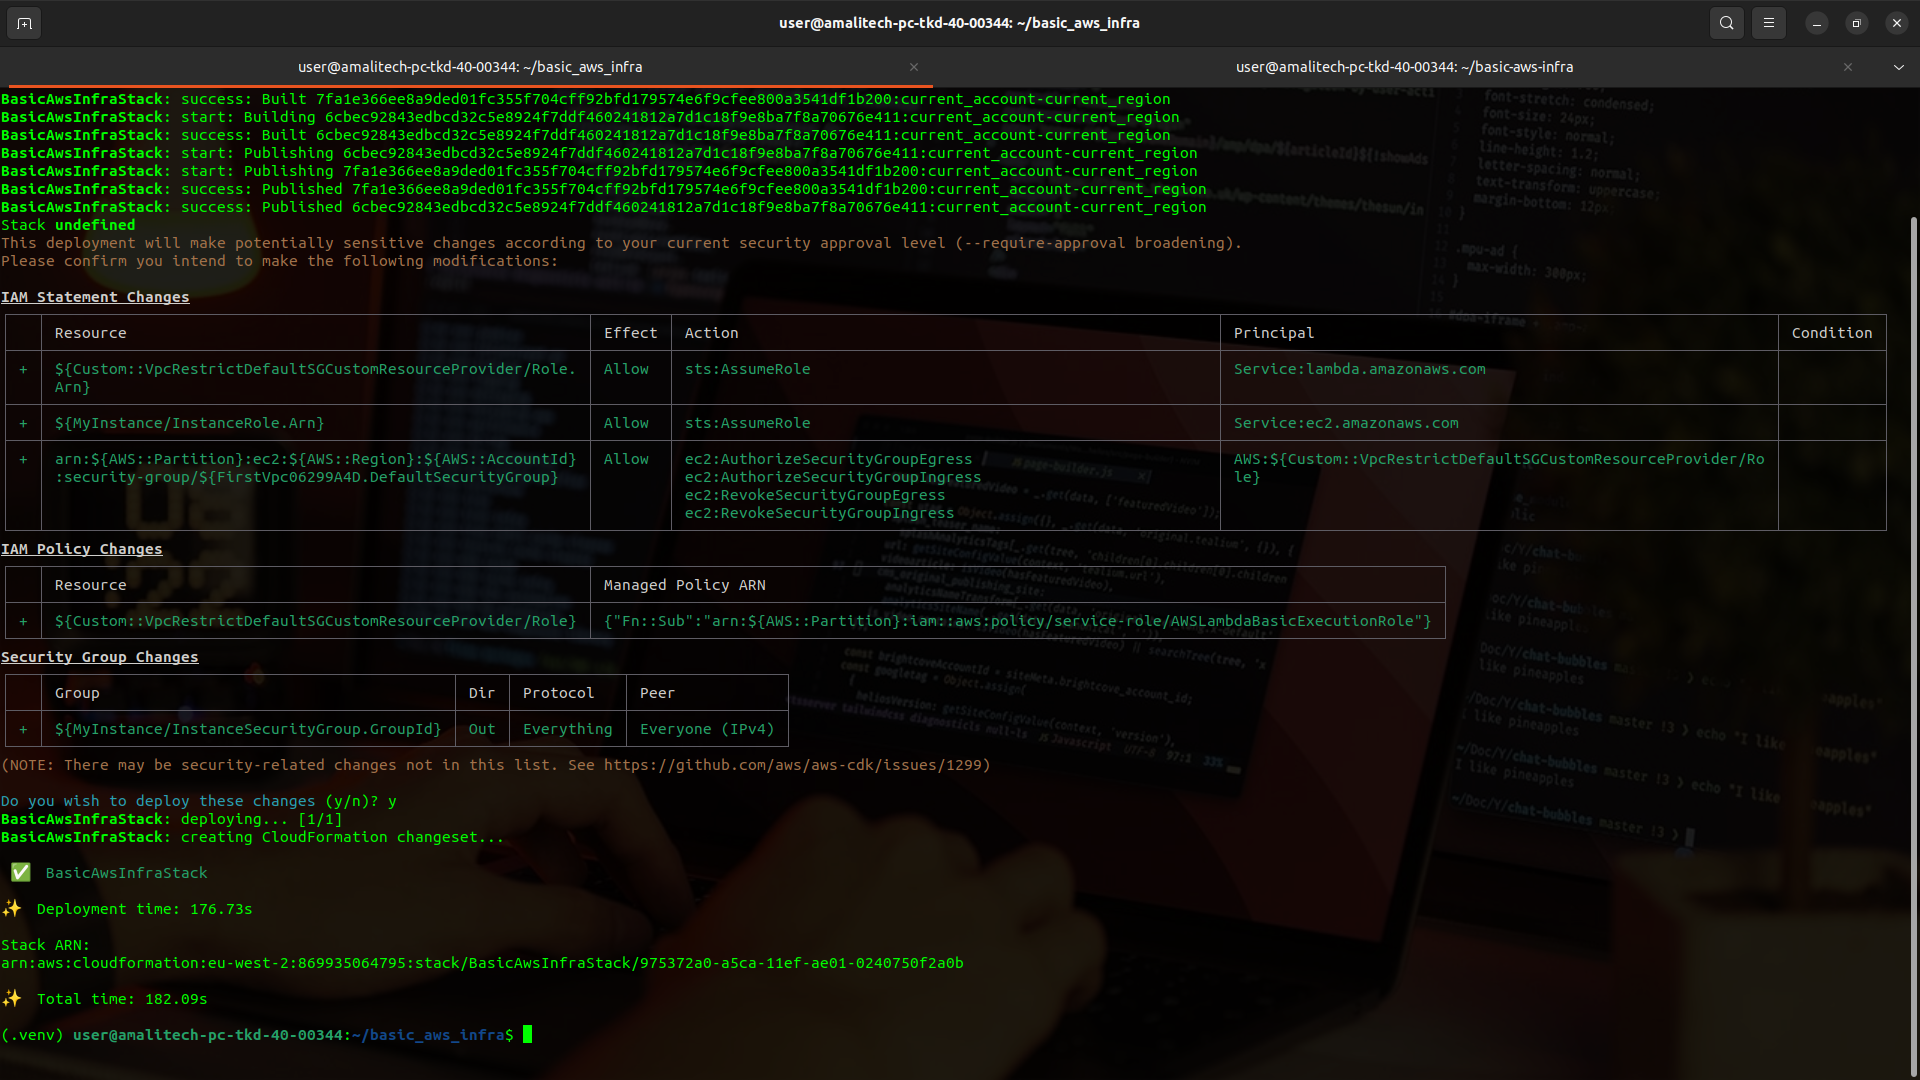 user@amalitech-pc-tkd-40-00344: ~/basic_aws_infra
user@amalitech-pc-tkd-40-00344: ~/basic_aws_infra
user@amalitech-pc-tkd-40-00344: ~/basic-aws-infra
BasicAwsInfraStack: success: Built 7fa1e366ee8a9ded01fc355f704cff92bfd179574e6f9cfee800a3541df1b200:current_account-current_region
BasicAwsInfraStack: start: Building 6cbec92843edbcd32c5e8924f7ddf460241812a7d1c18f9e8ba7f8a70676e411:current_account-current_region
BasicAwsInfraStack: success: Built 6cbec92843edbcd32c5e8924f7ddf460241812a7d1c18f9e8ba7f8a70676e411:current_account-current_region
BasicAwsInfraStack: start: Publishing 6cbec92843edbcd32c5e8924f7ddf460241812a7d1c18f9e8ba7f8a70676e411:current_account-current_region
BasicAwsInfraStack: start: Publishing 7fa1e366ee8a9ded01fc355f704cff92bfd179574e6f9cfee800a3541df1b200:current_account-current_region
BasicAwsInfraStack: success: Published 7fa1e366ee8a9ded01fc355f704cff92bfd179574e6f9cfee800a3541df1b200:current_account-current_region
BasicAwsInfraStack: success: Published 6cbec92843edbcd32c5e8924f7ddf460241812a7d1c18f9e8ba7f8a70676e411:current_account-current_region
Stack undefined
This deployment will make potentially sensitive changes according to your current security approval level (--require-approval broadening).
Please confirm you intend to make the following modifications:
IAM Statement Changes
Resource Effect Action Principal Condition
+ ${Custom::VpcRestrictDefaultSGCustomResourceProvider/Role. Allow sts:AssumeRole Service:lambda.amazonaws.com
Arn}
+ ${MyInstance/InstanceRole.Arn} Allow sts:AssumeRole Service:ec2.amazonaws.com
+ arn:${AWS::Partition}:ec2:${AWS::Region}:${AWS::AccountId} Allow ec2:AuthorizeSecurityGroupEgress AWS:${Custom::VpcRestrictDefaultSGCustomResourceProvider/Ro
:security-group/${FirstVpc06299A4D.DefaultSecurityGroup} ec2:AuthorizeSecurityGroupIngress le}
ec2:RevokeSecurityGroupEgress
ec2:RevokeSecurityGroupIngress
IAM Policy Changes
Resource Managed Policy ARN
+ ${Custom::VpcRestrictDefaultSGCustomResourceProvider/Role} {"Fn::Sub":"arn:${AWS::Partition}:iam::aws:policy/service-role/AWSLambdaBasicExecutionRole"}
Security Group Changes
Group Dir Protocol Peer
+ ${MyInstance/InstanceSecurityGroup.GroupId} Out Everything Everyone (IPv4)
(NOTE: There may be security-related changes not in this list. See https://github.com/aws/aws-cdk/issues/1299)
Do you wish to deploy these changes (y/n)? y
BasicAwsInfraStack: deploying... [1/1]
BasicAwsInfraStack: creating CloudFormation changeset...
✅ BasicAwsInfraStack
✨ Deployment time: 176.73s
Stack ARN:
arn:aws:cloudformation:eu-west-2:869935064795:stack/BasicAwsInfraStack/975372a0-a5ca-11ef-ae01-0240750f2a0b
✨ Total time: 182.09s
(.venv) user@amalitech-pc-tkd-40-00344:~/basic_aws_infra$